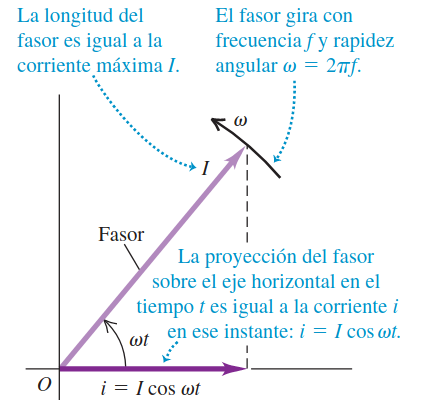 La longitud del
fasor es igual a la
corriente máxima I.
El fasor gira con
frecuencia f y rapidez
angular ω = 2πf.
ω
I
Fasor
La proyección del fasor
sobre el eje horizontal en el
tiempo t es igual a la corriente i
en ese instante: i = I cos ωt.
ωt
O
i = I cos ωt